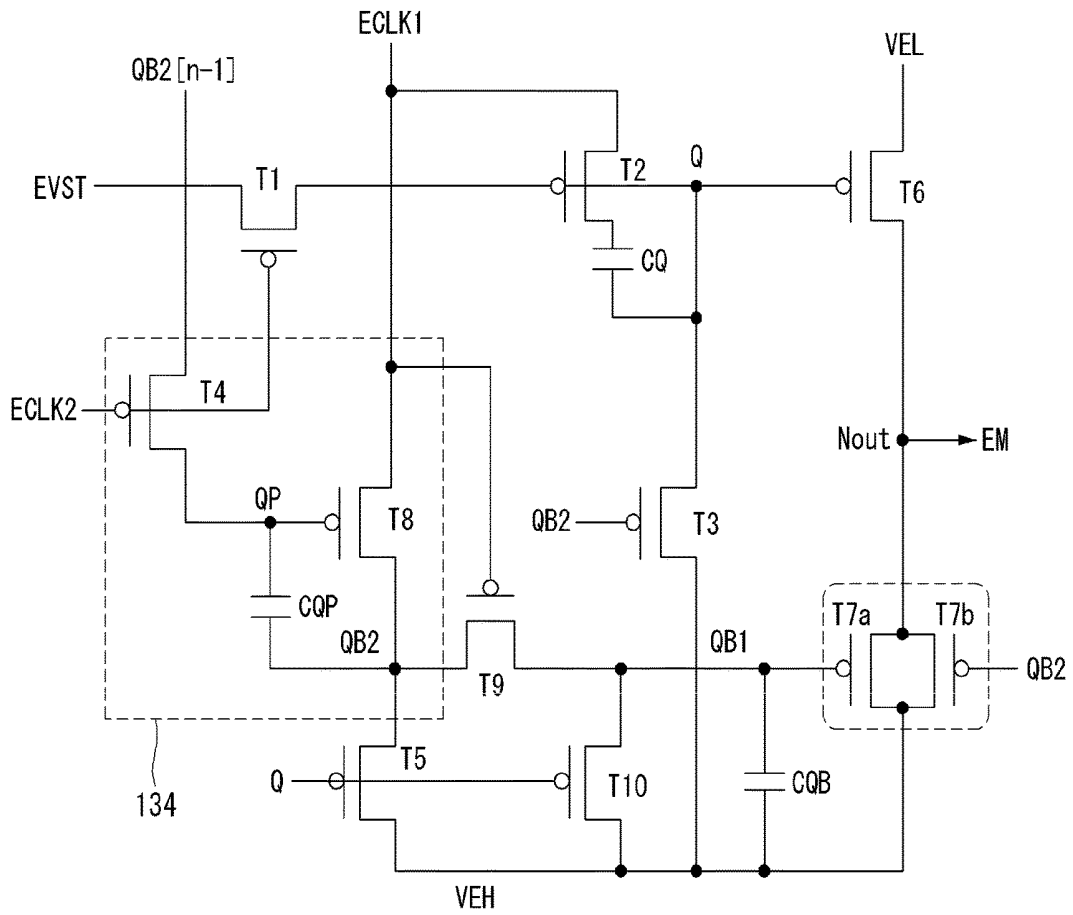 ECLK1
VEL
QB2[n-1]
EVST
T1
T2
Q
T6
CQ
T4
ECLK2
Nout
EM
QP
T8
QB2
T3
CQP
T7a
T7b
QB2
T9
QB1
QB2
T5
Q
T10
CQB
134
VEH